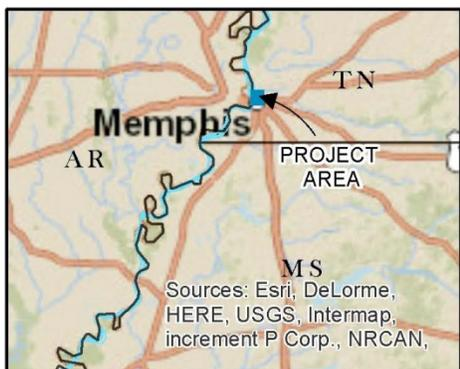 TN
Memphis
AR
PROJECT
AREA
MS
Sources: Esri, DeLorme,
HERE, USGS, Intermap,
increment P Corp., NRCAN,